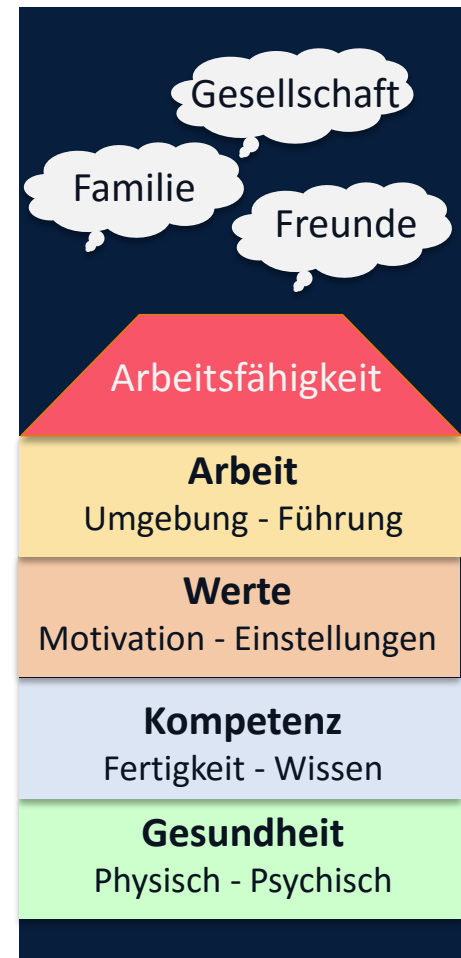 Gesellschaft
Familie
Freunde
Arbeitsfähigkeit
Arbeit
Umgebung - Führung
Werte
Motivation - Einstellungen
Kompetenz
Fertigkeit - Wissen
Gesundheit
Physisch - Psychisch